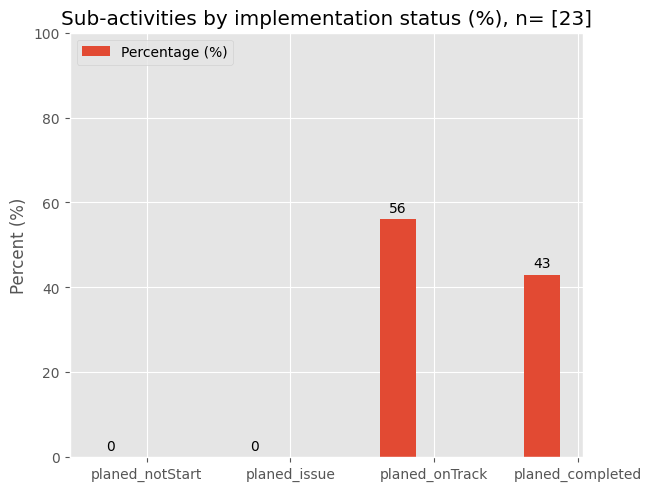 Sub-activities by implementation status (%), n= [23]
Percentage (%)
Percent (%)
100
80
60
40
20
0
0
0
56
43
planed_notStart
planed_issue
planed_onTrack
planed_completed